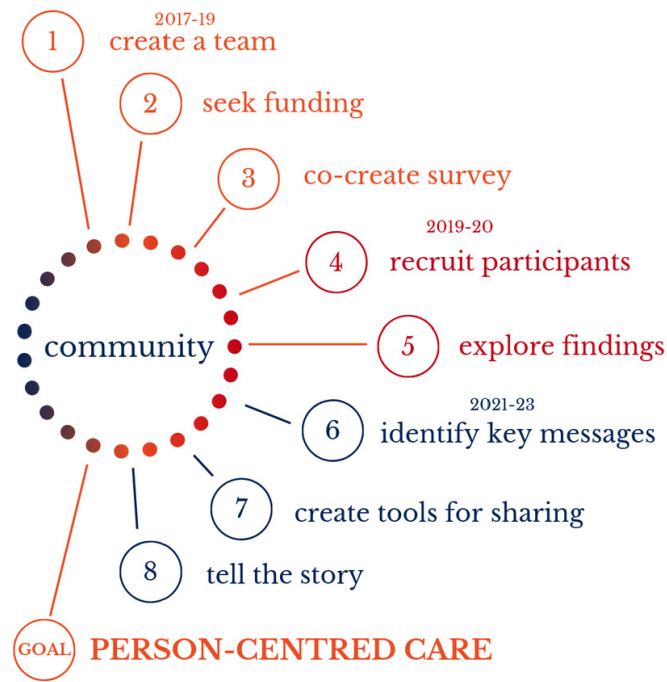 2017-19
1 create a team
2 seek funding
3 co-create survey
2019-20
4 recruit participants
community
5 explore findings
2021-23
6 identify key messages
7 create tools for sharing
8 tell the story
GOAL PERSON-CENTRED CARE